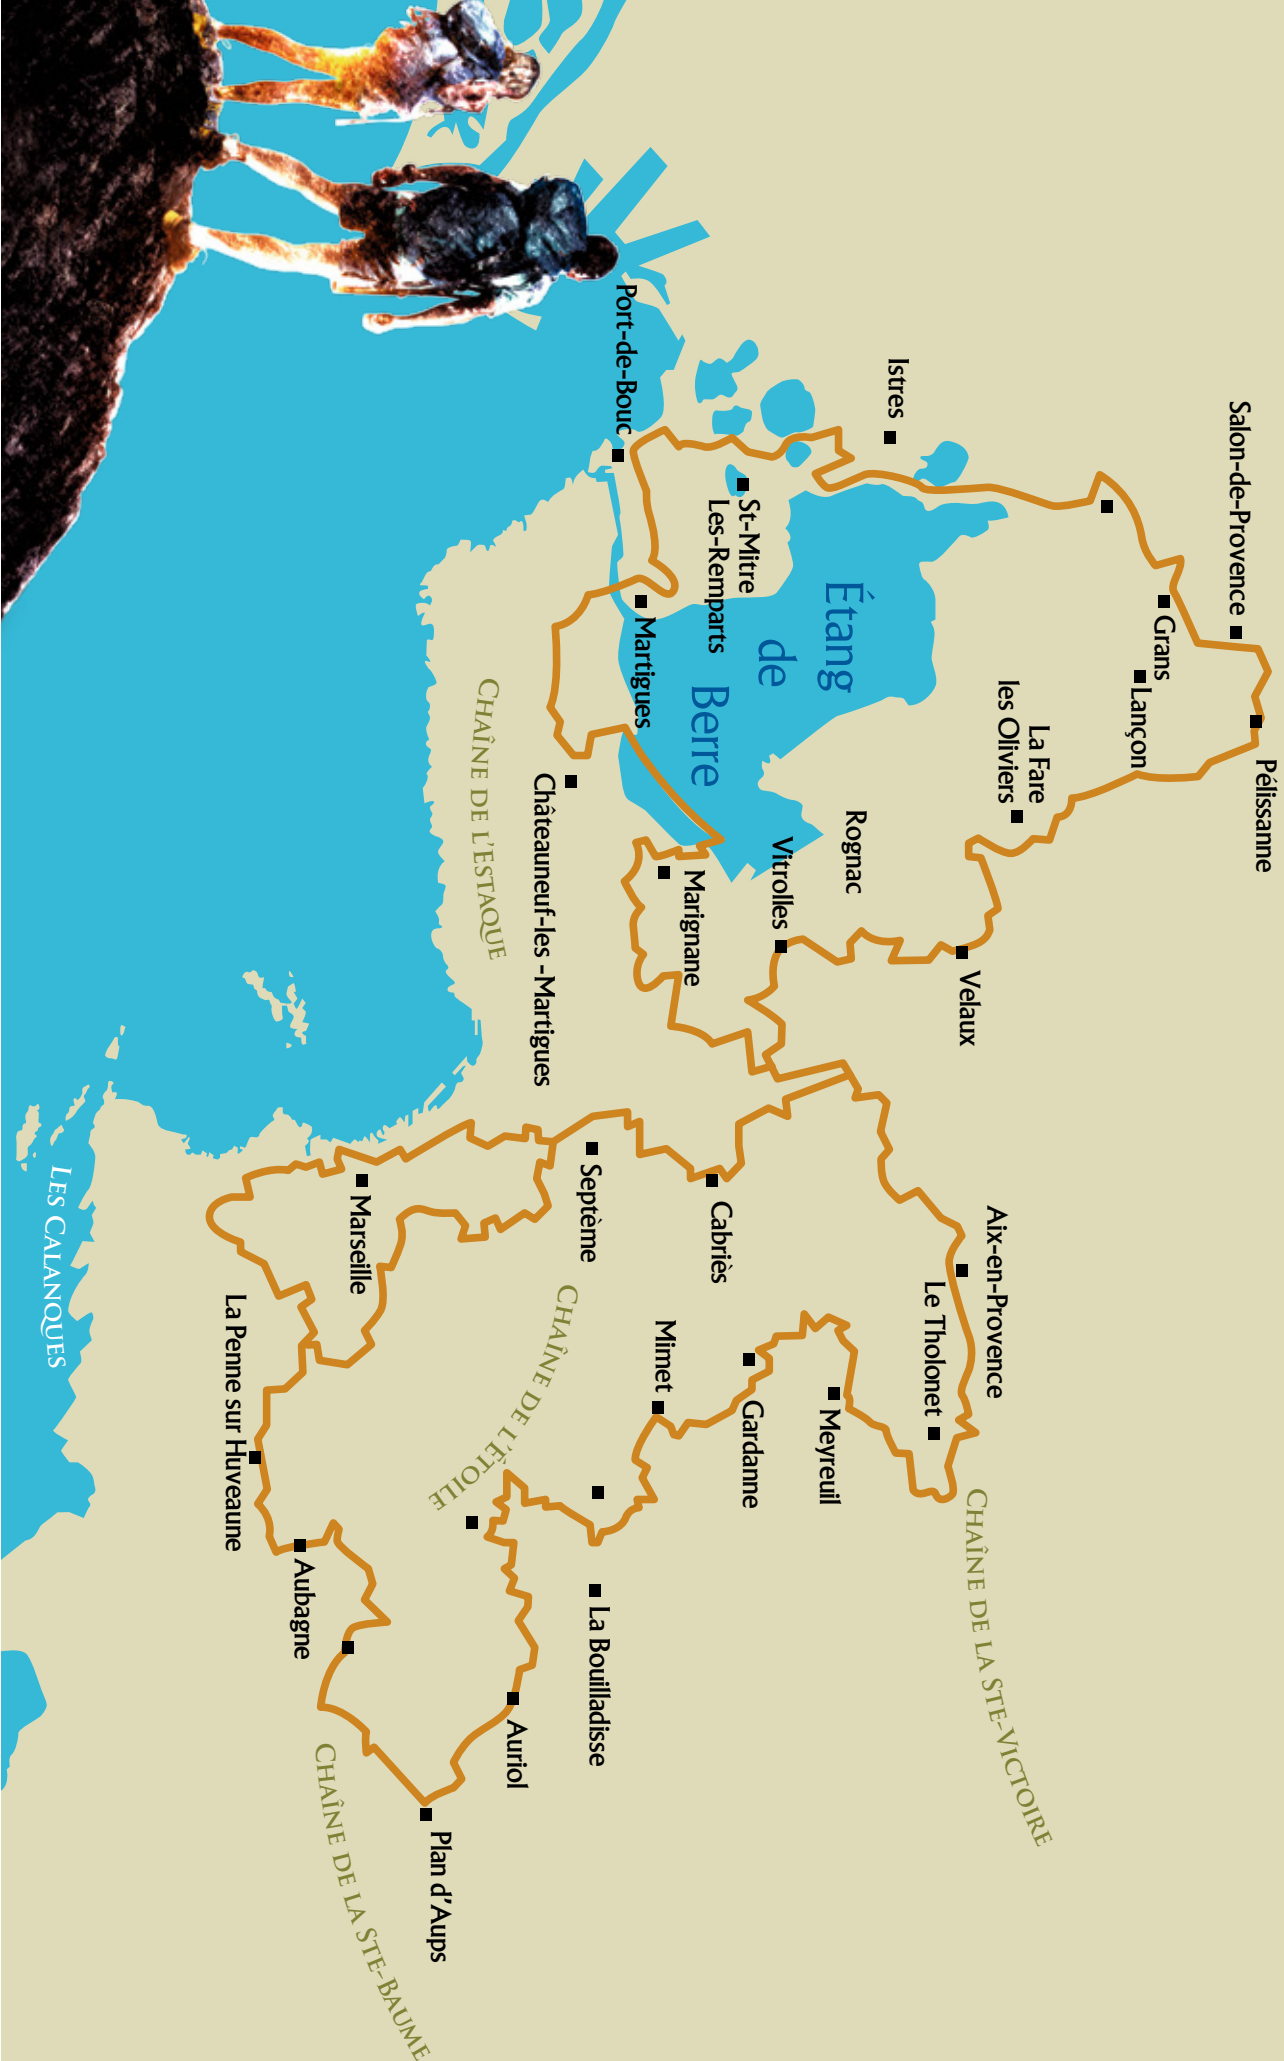 Salon-de-Provence
Pélissanne
Grans
Lançon
La Fare
les Oliviers
Istres
Étang
de
Berre
Rognac
Velaux
Vitrolles
St-Mitre
Les-Remparts
Port-de-Bouc
Martigues
Marignane
Châteauneuf-les -Martigues
CHAÎNE DE L'ESTAQUE
Aix-en-Provence
Le Tholonet
CHAÎNE DE LA STE-VICTOIRE
Meyreuil
Gardanne
Cabriès
Mimet
Septème
CHAÎNE DE L'ÉTOILE
La Bouilladisse
Auriol
Plan d'Aups
Marseille
La Penne sur Huveaune
Aubagne
CHAÎNE DE LA STE-BAUME
LES CALANQUES